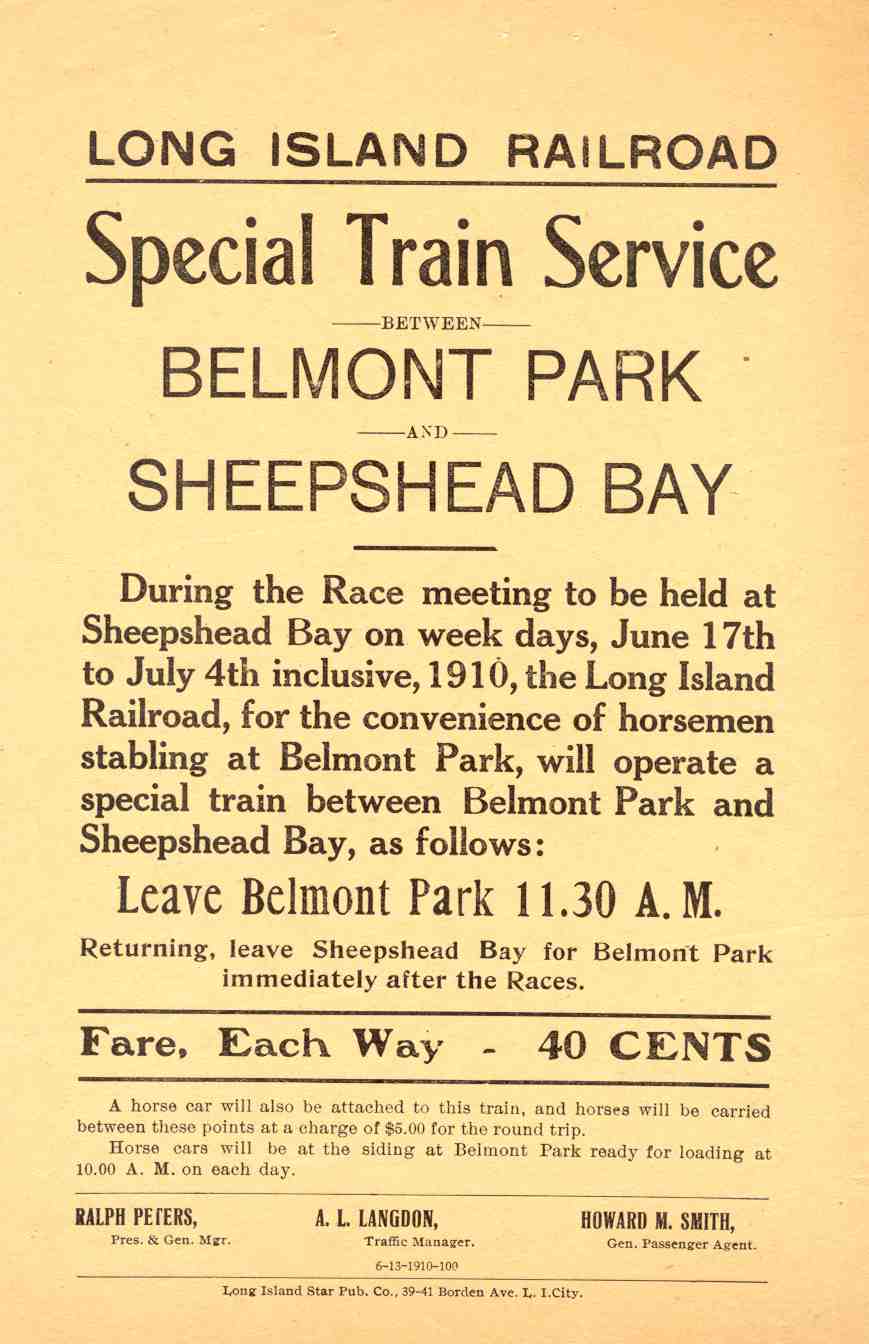 LONG ISLAND RAILROAD
Special Train Service
BETWEEN
BELMONT PARK
AND
SHEEPSHEAD BAY
During the Race meeting to be held at
Sheepshead Bay on week days, June 17th
to July 4th inclusive, 1910, the Long Island
Railroad, for the convenience of horsemen
stabling at Belmont Park, will operate a
special train between Belmont Park and
Sheepshead Bay, as follows:
Leave Belmont Park 11.30 A. M.
Returning, leave Sheepshead Bay for Belmont Park
immediately after the Races.
Fare, Each Way - 40 CENTS
A horse car will also be attached to this train, and horses will be carried
between these points at a charge of $5.00 for the round trip.
Horse cars will be at the siding at Belmont Park ready for loading at
10.00 A. M. on each day.
RALPH PETERS, A. L. LANGDON, HOWARD M. SMITH,
Pres. & Gen. Mgr. Traffic Manager. Gen. Passenger Agent.
6-13-1910-100
Long Island Star Pub. Co., 39-41 Borden Ave. L. I. City.